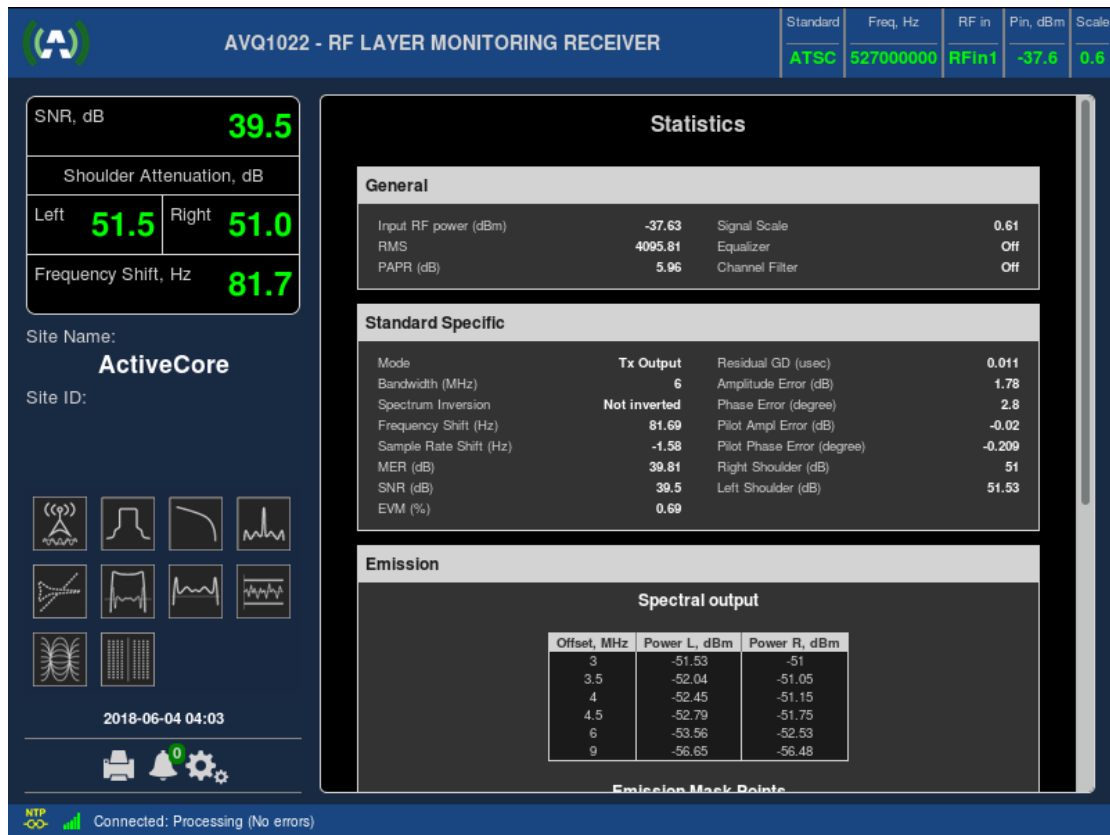 AVQ1022 - RF LAYER MONITORING RECEIVER
Standard Freq, Hz RF in Pin, dBm Scale
ATSC 527000000 RFin1 -37.6 0.6
SNR, dB 39.5
Shoulder Attenuation, dB
Left 51.5 Right 51.0
Frequency Shift, Hz 81.7
Site Name:
ActiveCore
Site ID:
2018-06-04 04:03
0
Statistics
General
Input RF power (dBm) -37.63 Signal Scale 0.61
RMS 4095.81 Equalizer Off
PAPR (dB) 5.96 Channel Filter Off
Standard Specific
Mode Tx Output Residual GD (usec) 0.011
Bandwidth (MHz) 6 Amplitude Error (dB) 1.78
Spectrum Inversion Not inverted Phase Error (degree) 2.8
Frequency Shift (Hz) 81.69 Pilot Ampl Error (dB) -0.02
Sample Rate Shift (Hz) -1.58 Pilot Phase Error (degree) -0.209
MER (dB) 39.81 Right Shoulder (dB) 51
SNR (dB) 39.5 Left Shoulder (dB) 51.53
EVM (%) 0.69
Emission
Spectral output
Offset, MHz Power L, dBm Power R, dBm
3 -51.53 -51
3.5 -52.04 -51.05
4 -52.45 -51.15
4.5 -52.79 -51.75
6 -53.56 -52.53
9 -56.65 -56.48
Emission Mask Points
NTP Connected: Processing (No errors)